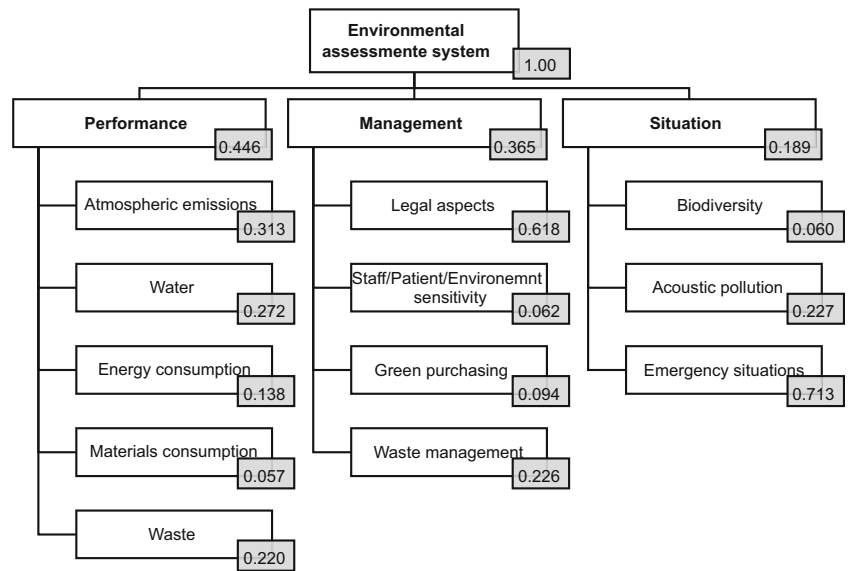 Environmental
assessmente system
1.00
Performance
0.446
Atmospheric emissions
0.313
Water
0.272
Energy consumption
0.138
Materials consumption
0.057
Waste
0.220
Management
0.365
Legal aspects
0.618
Staff/Patient/Environemnt
sensitivity
0.062
Green purchasing
0.094
Waste management
0.226
Situation
0.189
Biodiversity
0.060
Acoustic pollution
0.227
Emergency situations
0.713